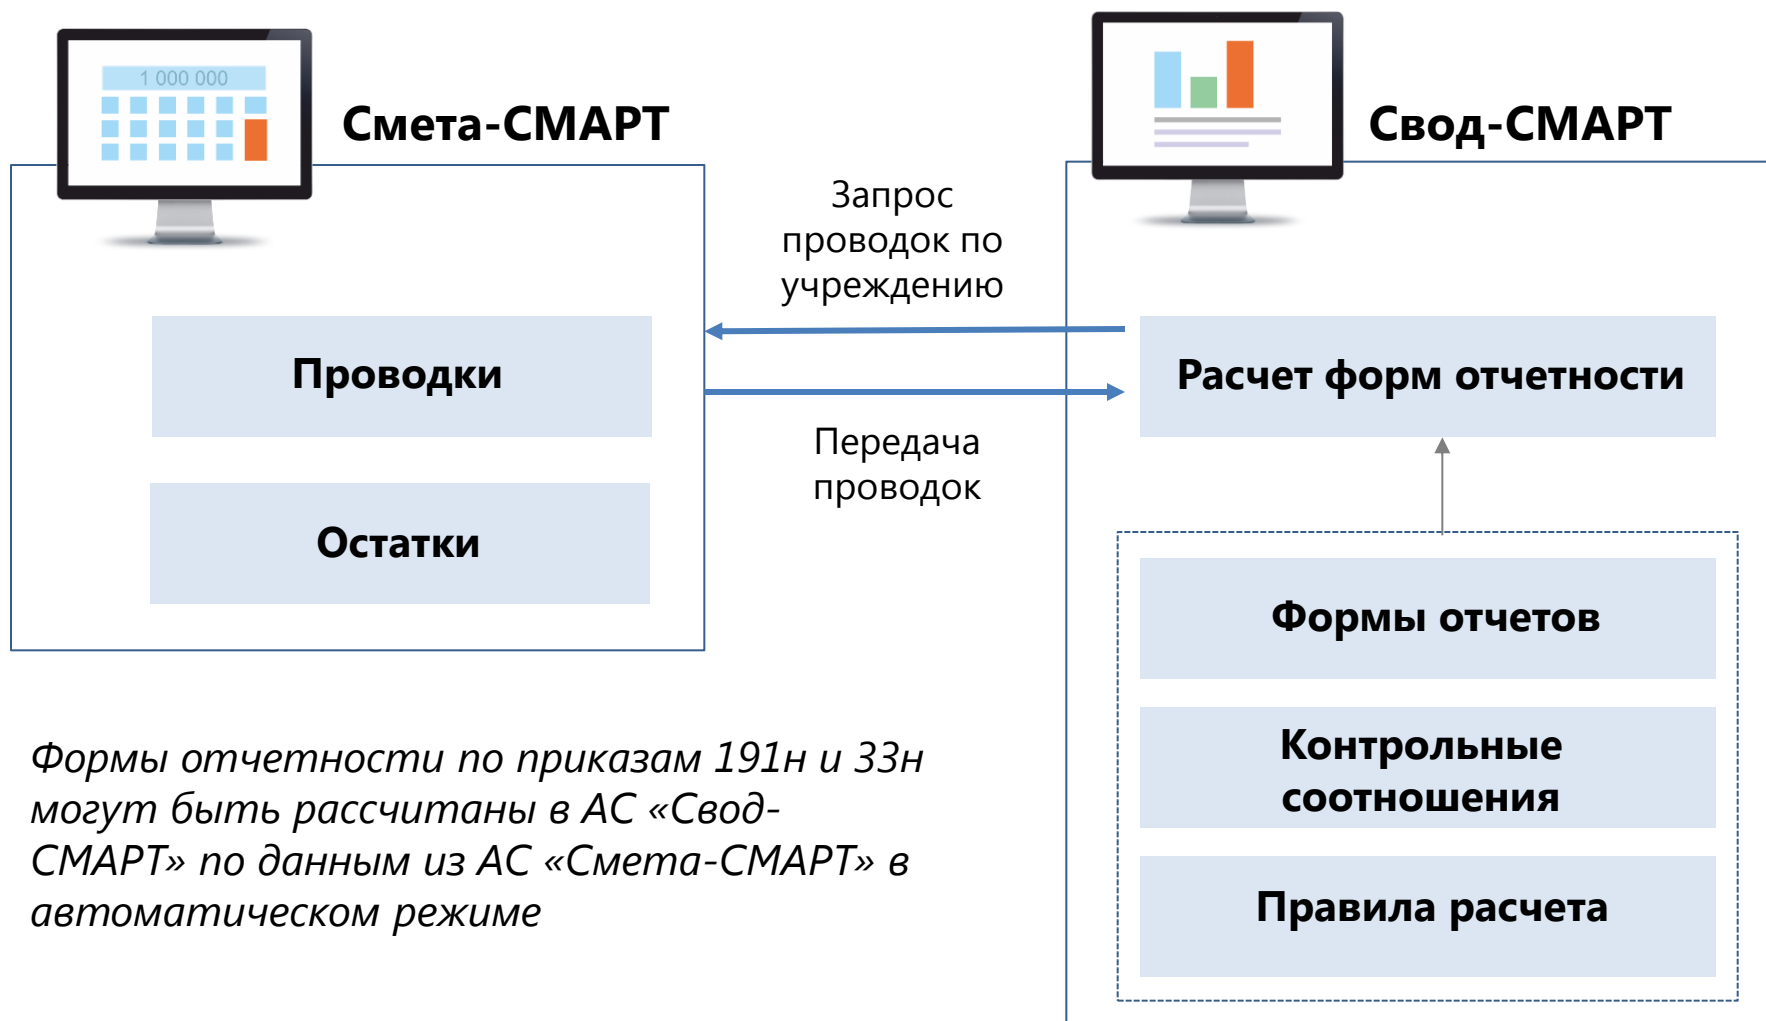 1 000 000
Смета-СМАРТ
Свод-СМАРТ
Запрос
проводок по
учреждению
Проводки
Расчет форм отчетности
Передача
проводок
Остатки
Формы отчетов
Контрольные
соотношения
Правила расчета
Формы отчетности по приказам 191н и 33н
могут быть рассчитаны в АС «Свод-
СМАРТ» по данным из АС «Смета-СМАРТ» в
автоматическом режиме